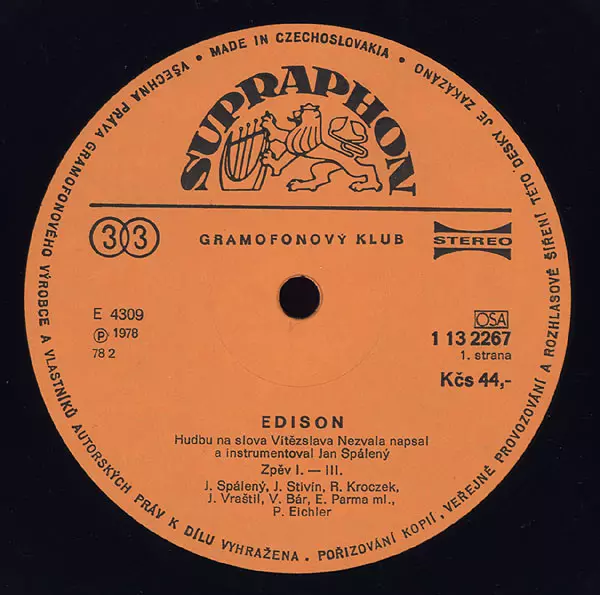 VŠECHNA PRÁVA GRAMOFONOVÉHO VÝROBCE A VLASTNÍKŮ AUTORSKÝCH PRÁV K DÍLU VYHRAŽENA · POŘIZOVÁNÍ KOPIÍ, VEŘEJNÉ PROVOZOVÁNÍ A ROZHLASOVÉ ŠÍŘENÍ TÉTO DESKY JE ZAKÁZÁNO · MADE IN CZECHOSLOVAKIA ·
SUPRAPHON
33 GRAMOFONOVÝ KLUB STEREO
E 4309
Ⓟ 1978
78 2
OSA
1 13 2267
1. strana
Kčs 44,-
EDISON
Hudbu na slova Vítězslava Nezvala napsal
a instrumentoval Jan Spálený
Zpěv I. — III.
J. Spálený, J. Stivín, R. Kroczek,
J. Vraštil, V. Bár, E. Parma ml.,
P. Eichler